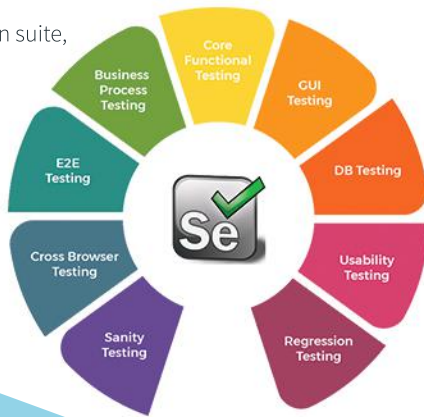 n suite,
Core
Functional
Testing
GUI
Testing
DB Testing
Usability
Testing
Regression
Testing
Sanity
Testing
Cross Browser
Testing
E2E
Testing
Business
Process
Testing
Se